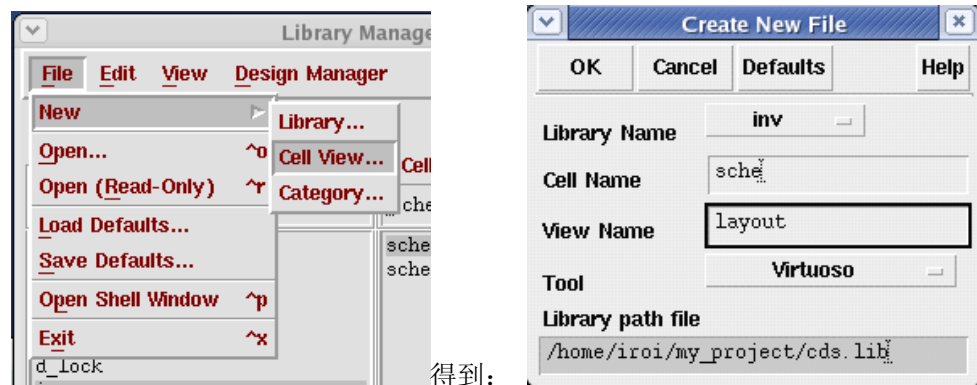 Library Manage
File Edit View Design Manager
New
Open... ^o
Open (Read-Only) ^r
Load Defaults...
Save Defaults...
Open Shell Window ^p
Exit ^x
Library...
Cell View...
Category...
Cell
che
sche
sche
d_lock
得到：
Create New File
OK Cancel Defaults Help
Library Name inv
Cell Name sche
View Name layout
Tool Virtuoso
Library path file
/home/iroi/my_project/cds.lib